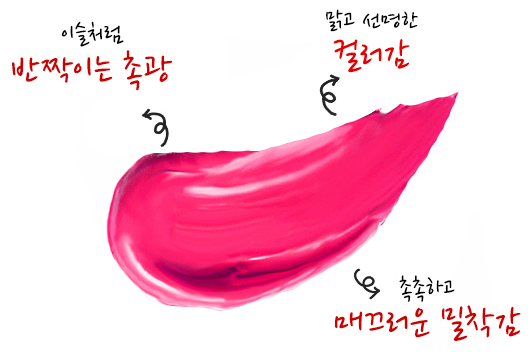 이슬처럼
반짝이는 촉광
맑고 선명한
컬러감
촉촉하고
매끄러운 밀착감